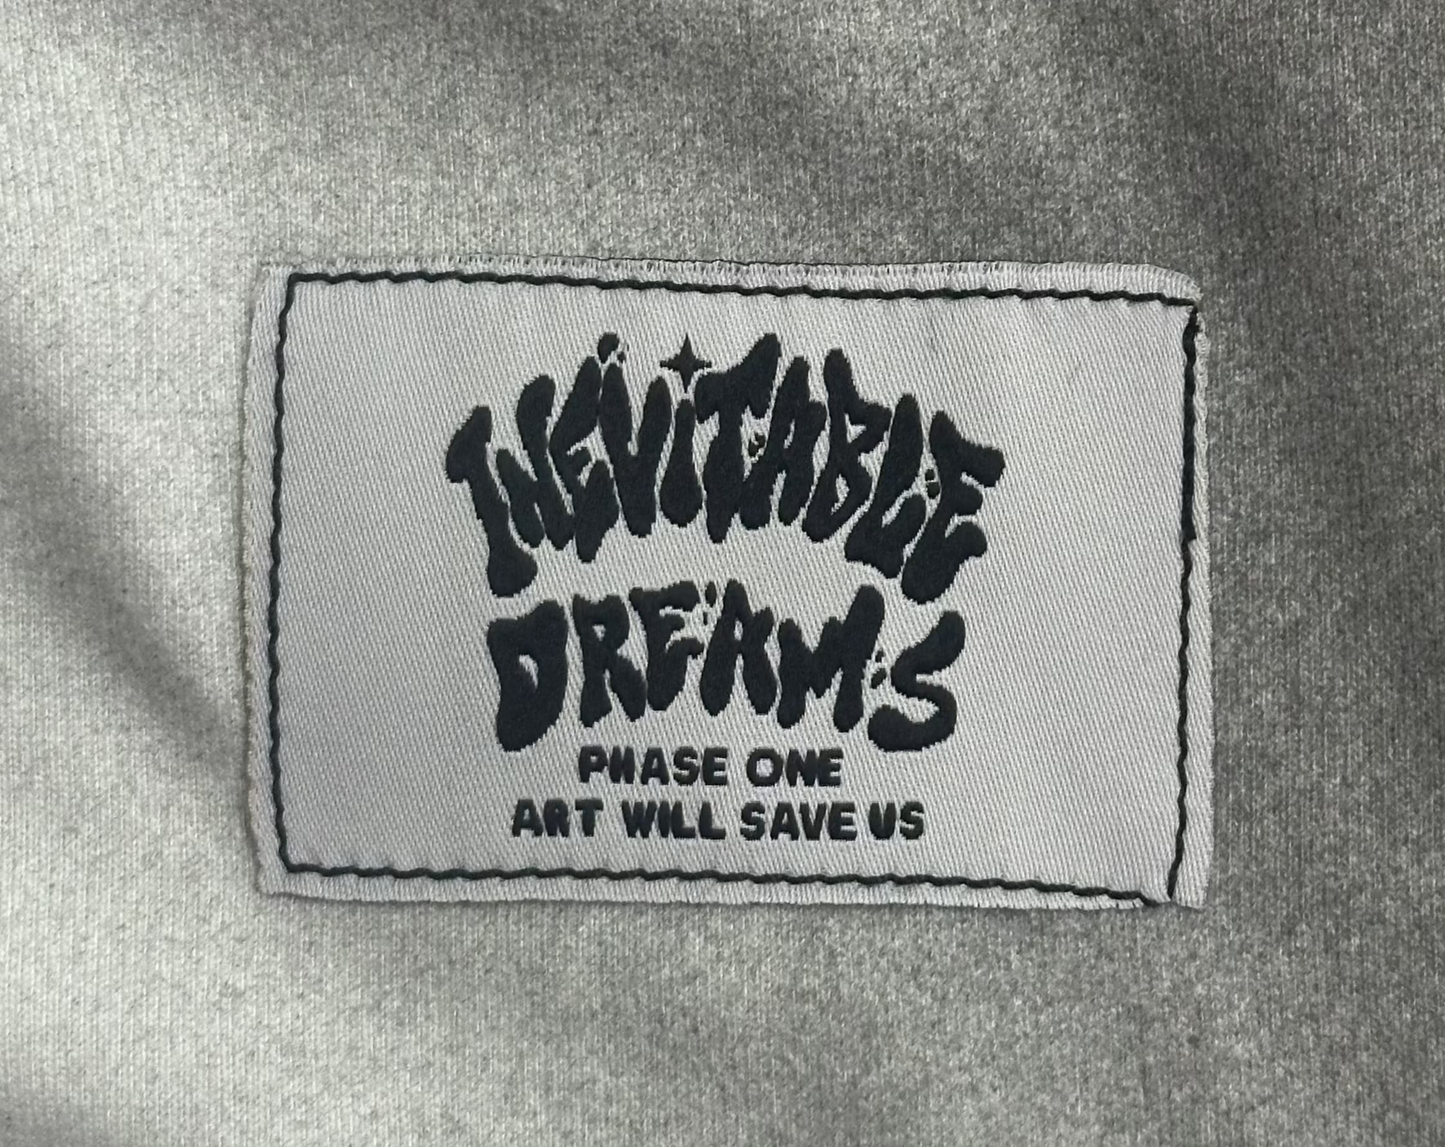 INEViTABLE
DREAMS
PHASE ONE
ART WILL SAVE US